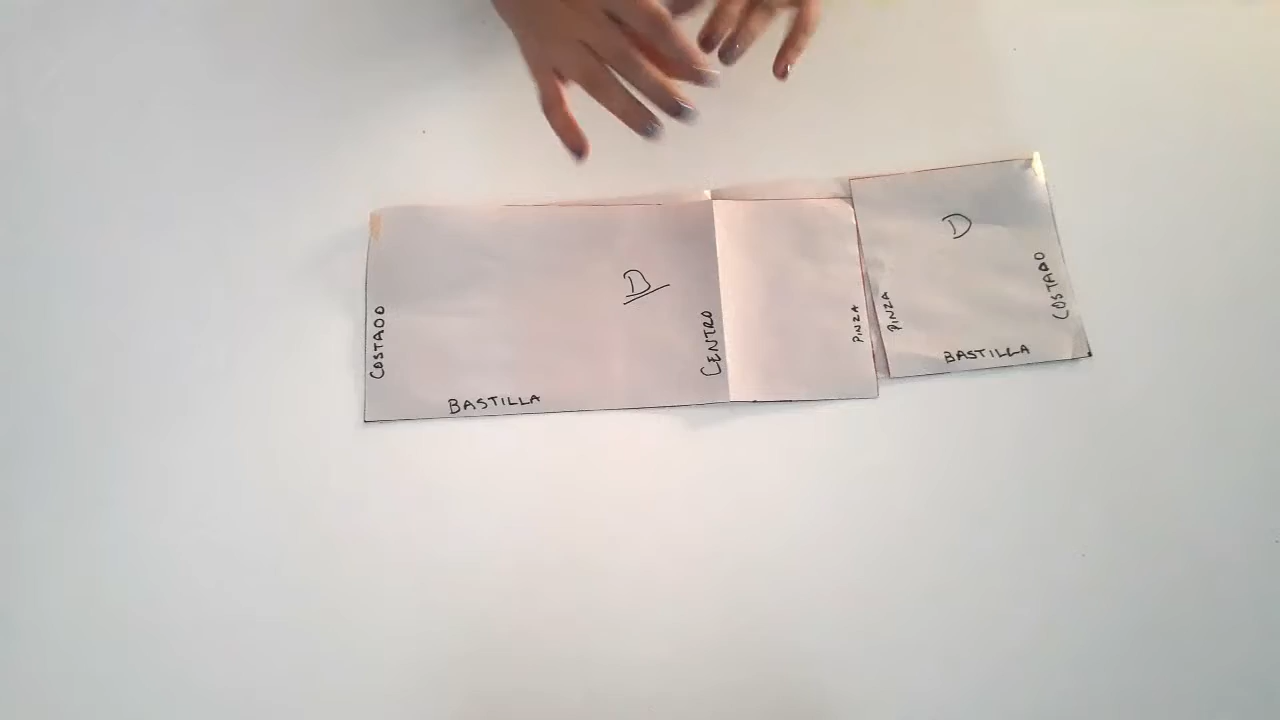 COSTADO
BASTILLA
D
CENTRO
PINZA
PINZA
D
COSTADO
BASTILLA